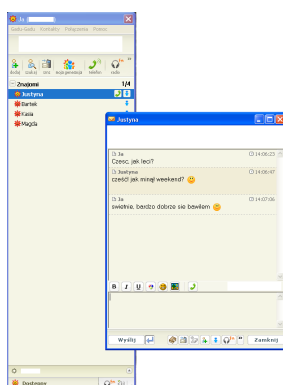 Ja
Gadu-Gadu Kontakty Połączenia Pomoc
dodaj szukaj sms moja generacja telefon radio
Znajomi 1/4
Justyna
Bartek
Kasia
Magda
Justyna
Ja 14:06:23
Czesc, jak leci?
Justyna 14:06:47
cześć! jak minął weekend?
Ja 14:07:06
swietnie, bardzo dobrze sie bawilem
B I U
Wyślij Zamknij
Dostępny